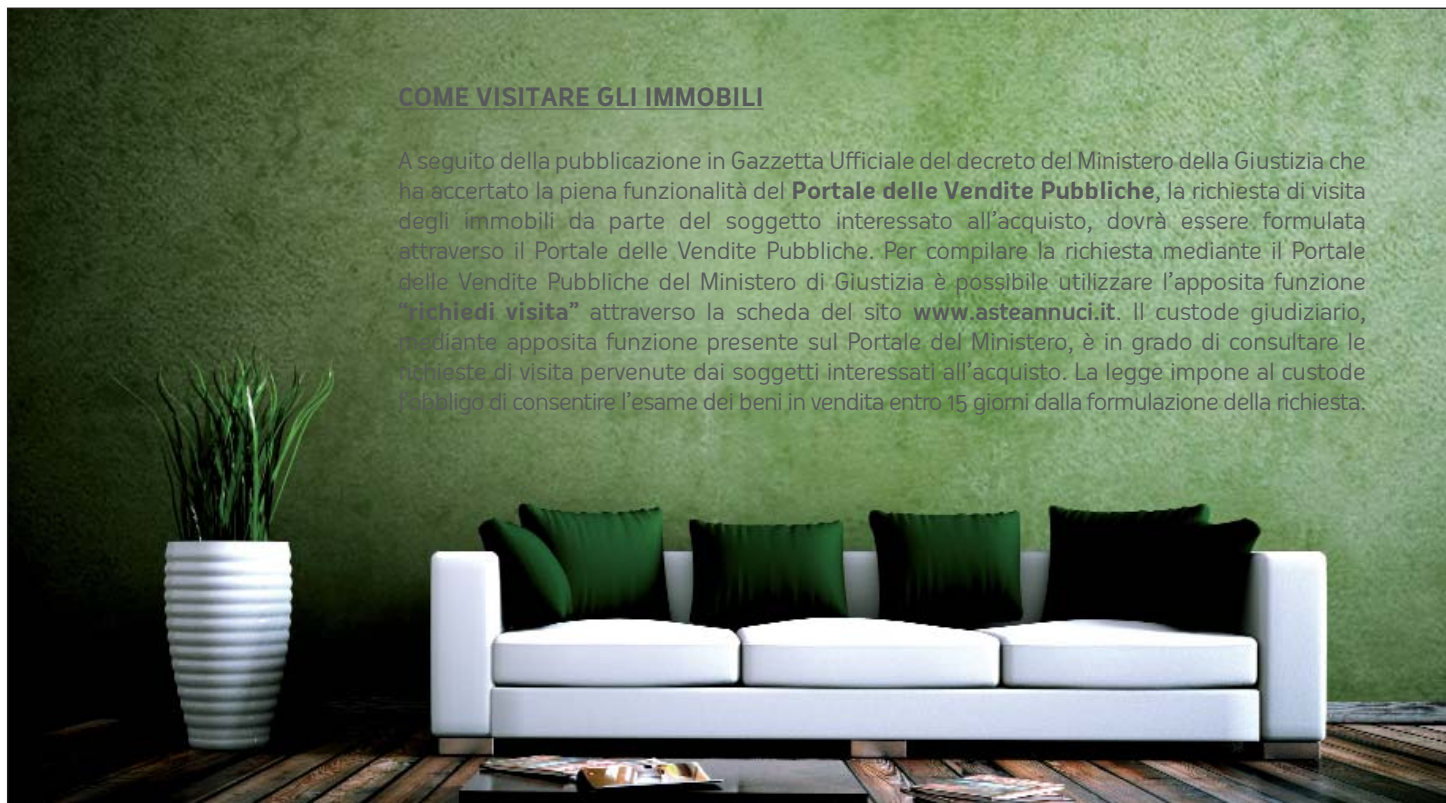 COME VISITARE GLI IMMOBILI
A seguito della pubblicazione in Gazzetta Ufficiale del decreto del Ministero della Giustizia che
ha accertato la piena funzionalità del Portale delle Vendite Pubbliche, la richiesta di visita
degli immobili da parte del soggetto interessato all’acquisto, dovrà essere formulata
attraverso il Portale delle Vendite Pubbliche. Per compilare la richiesta mediante il Portale
delle Vendite Pubbliche del Ministero di Giustizia è possibile utilizzare l’apposita funzione
“richiedi visita” attraverso la scheda del sito www.asteannuci.it. Il custode giudiziario,
mediante apposita funzione presente sul Portale del Ministero, è in grado di consultare le
richieste di visita pervenute dai soggetti interessati all’acquisto. La legge impone al custode
l’obbligo di consentire l’esame dei beni in vendita entro 15 giorni dalla formulazione della richiesta.